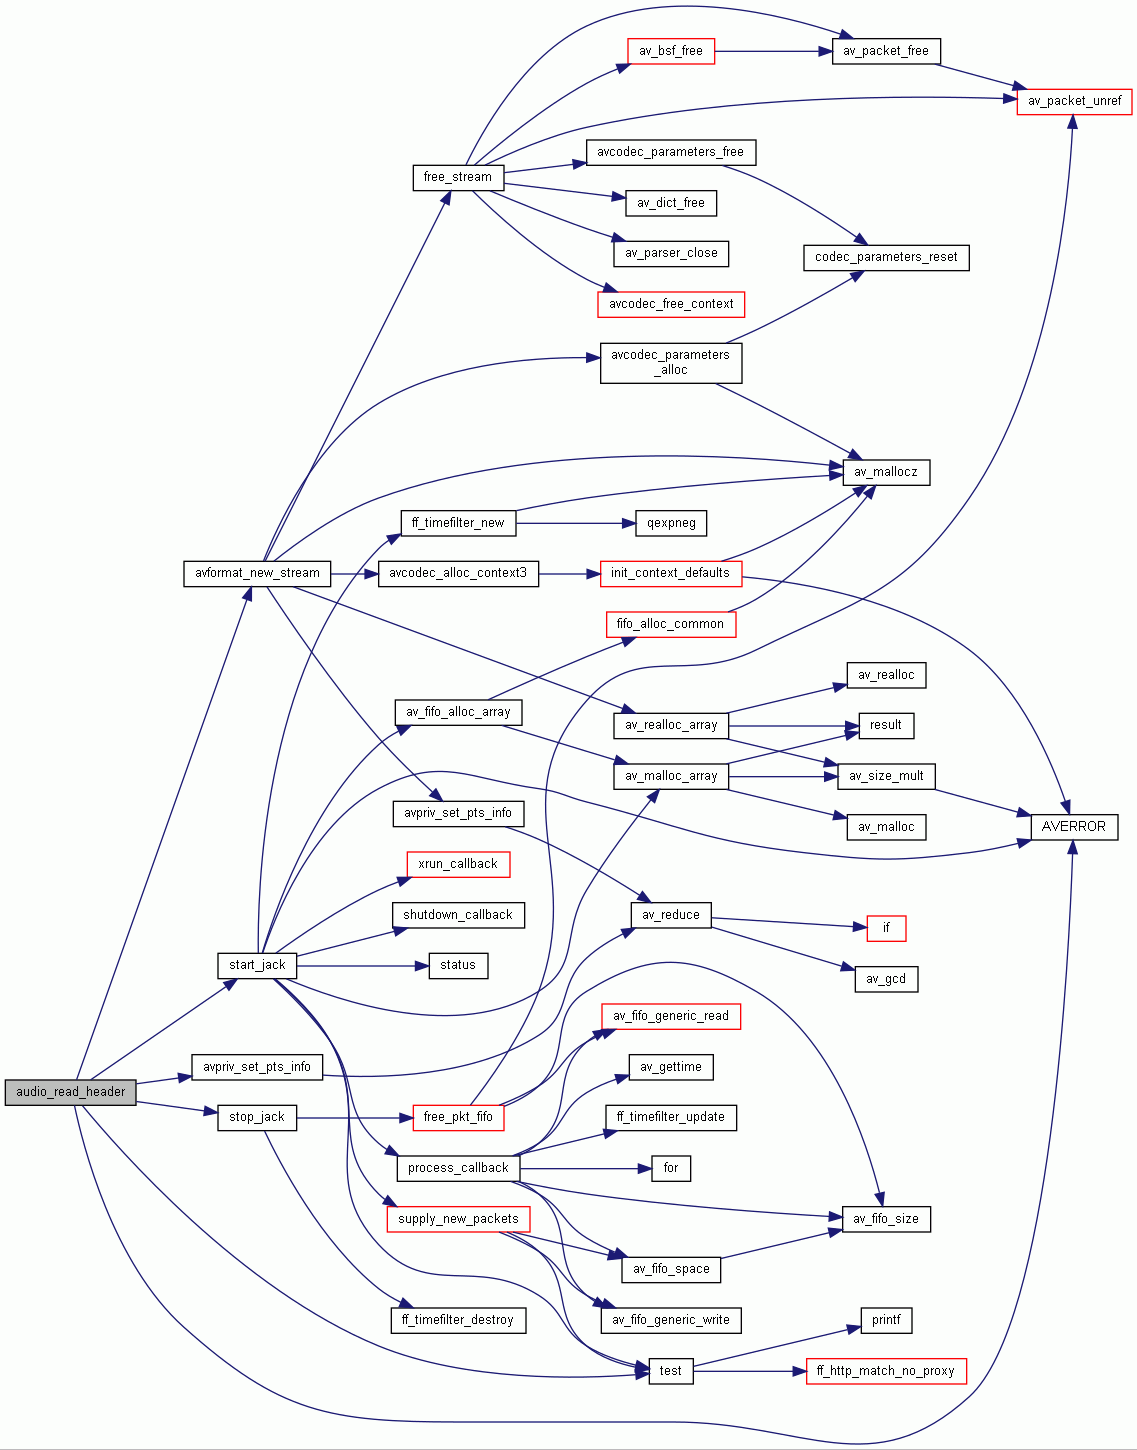 av_bsf_free
av_packet_free
av_packet_unref
avcodec_parameters_free
free_stream
av_dict_free
av_parser_close
codec_parameters_reset
avcodec_free_context
avcodec_parameters
_alloc
av_mallocz
ff_timefilter_new
qexpneg
avformat_new_stream
avcodec_alloc_context3
init_context_defaults
fifo_alloc_common
av_realloc
av_fifo_alloc_array
av_realloc_array
result
av_malloc_array
av_size_mult
avpriv_set_pts_info
av_malloc
AVERROR
xrun_callback
shutdown_callback
av_reduce
if
start_jack
status
av_gcd
av_fifo_generic_read
avpriv_set_pts_info
av_gettime
audio_read_header
stop_jack
free_pkt_fifo
ff_timefilter_update
process_callback
for
supply_new_packets
av_fifo_size
av_fifo_space
ff_timefilter_destroy
av_fifo_generic_write
printf
test
ff_http_match_no_proxy